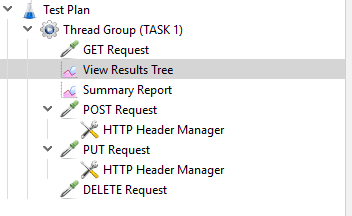 Test Plan
Thread Group (TASK 1)
GET Request
View Results Tree
Summary Report
POST Request
HTTP Header Manager
PUT Request
HTTP Header Manager
DELETE Request